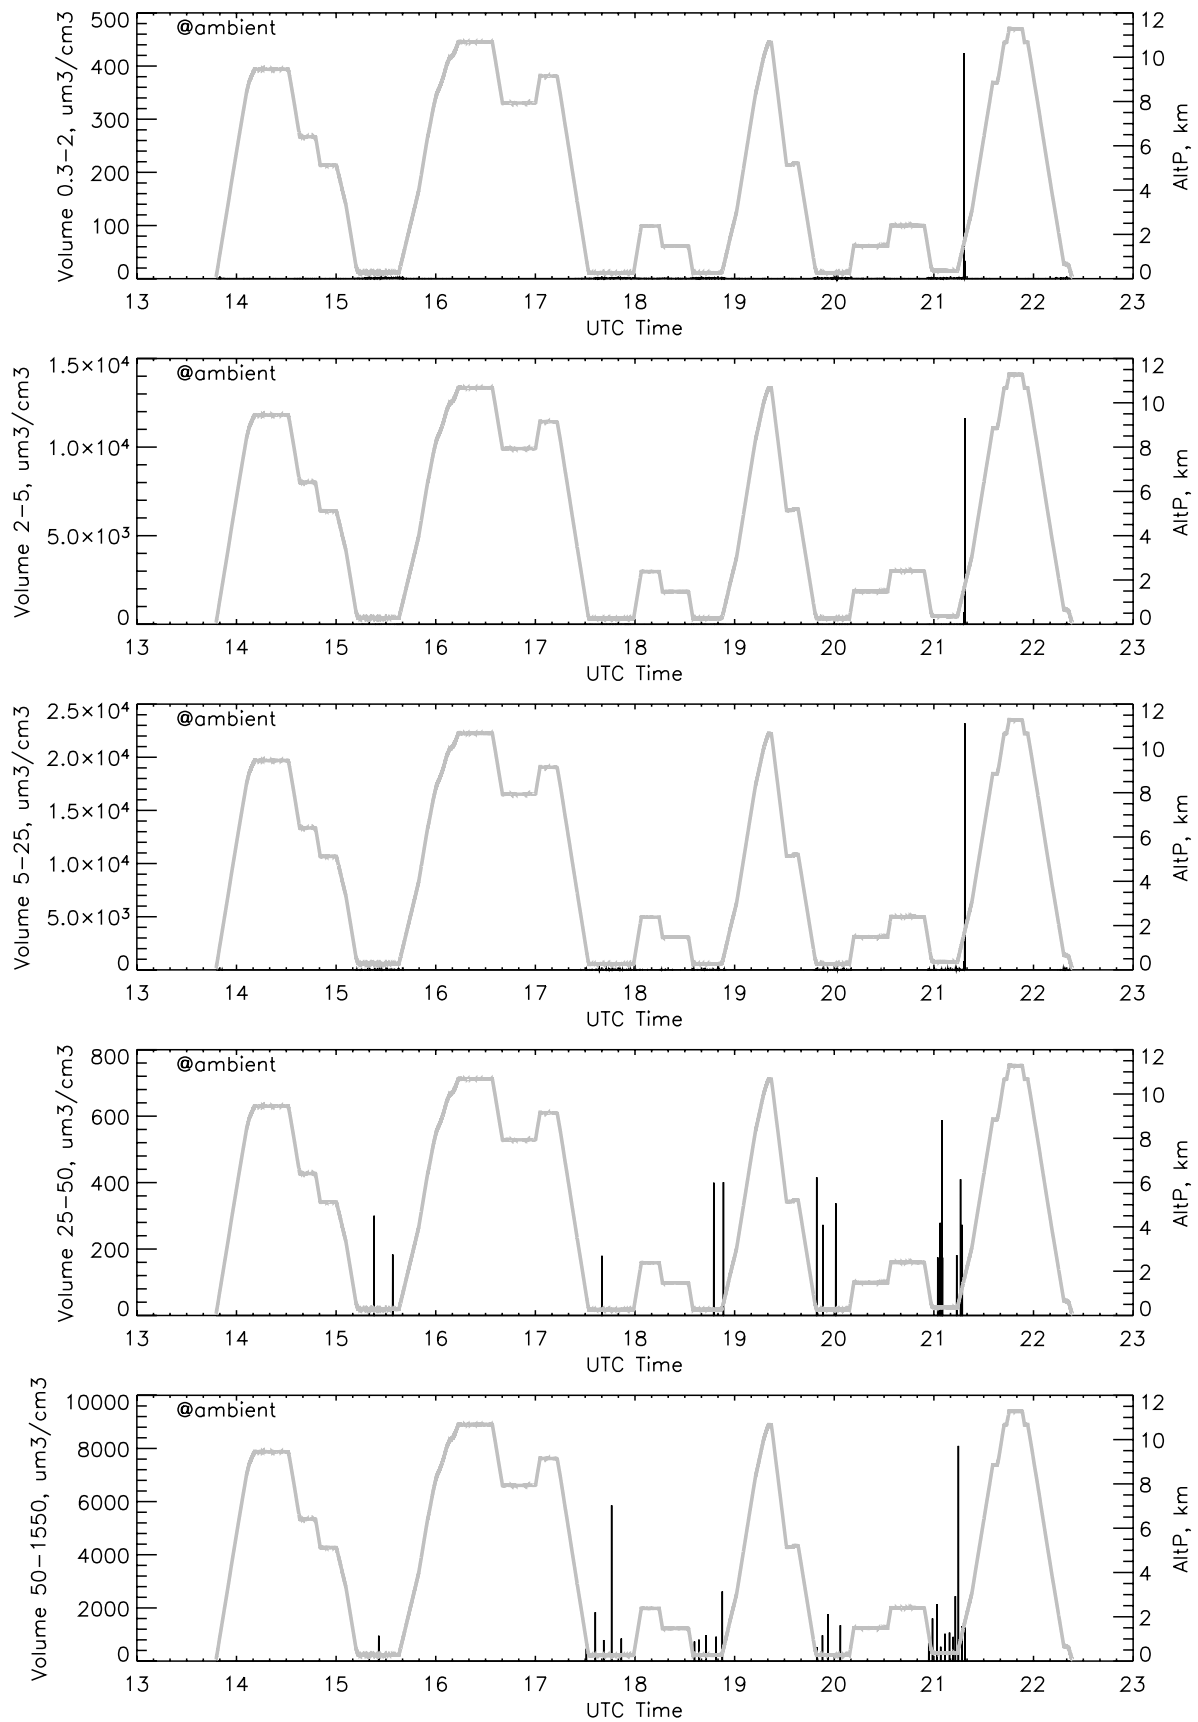 @ambient
Volume 0.3-2, um3/cm3
500
400
300
200
100
0
12
10
8
6
4
2
0
AltP, km
13 14 15 16 17 18 19 20 21 22 23
UTC Time
@ambient
Volume 2-5, um3/cm3
1.5×10⁴
1.0×10⁴
5.0×10³
0
12
10
8
6
4
2
0
AltP, km
13 14 15 16 17 18 19 20 21 22 23
UTC Time
@ambient
Volume 5-25, um3/cm3
2.5×10⁴
2.0×10⁴
1.5×10⁴
1.0×10⁴
5.0×10³
0
12
10
8
6
4
2
0
AltP, km
13 14 15 16 17 18 19 20 21 22 23
UTC Time
@ambient
Volume 25-50, um3/cm3
800
600
400
200
0
12
10
8
6
4
2
0
AltP, km
13 14 15 16 17 18 19 20 21 22 23
UTC Time
@ambient
Volume 50-1550, um3/cm3
10000
8000
6000
4000
2000
0
12
10
8
6
4
2
0
AltP, km
13 14 15 16 17 18 19 20 21 22 23
UTC Time